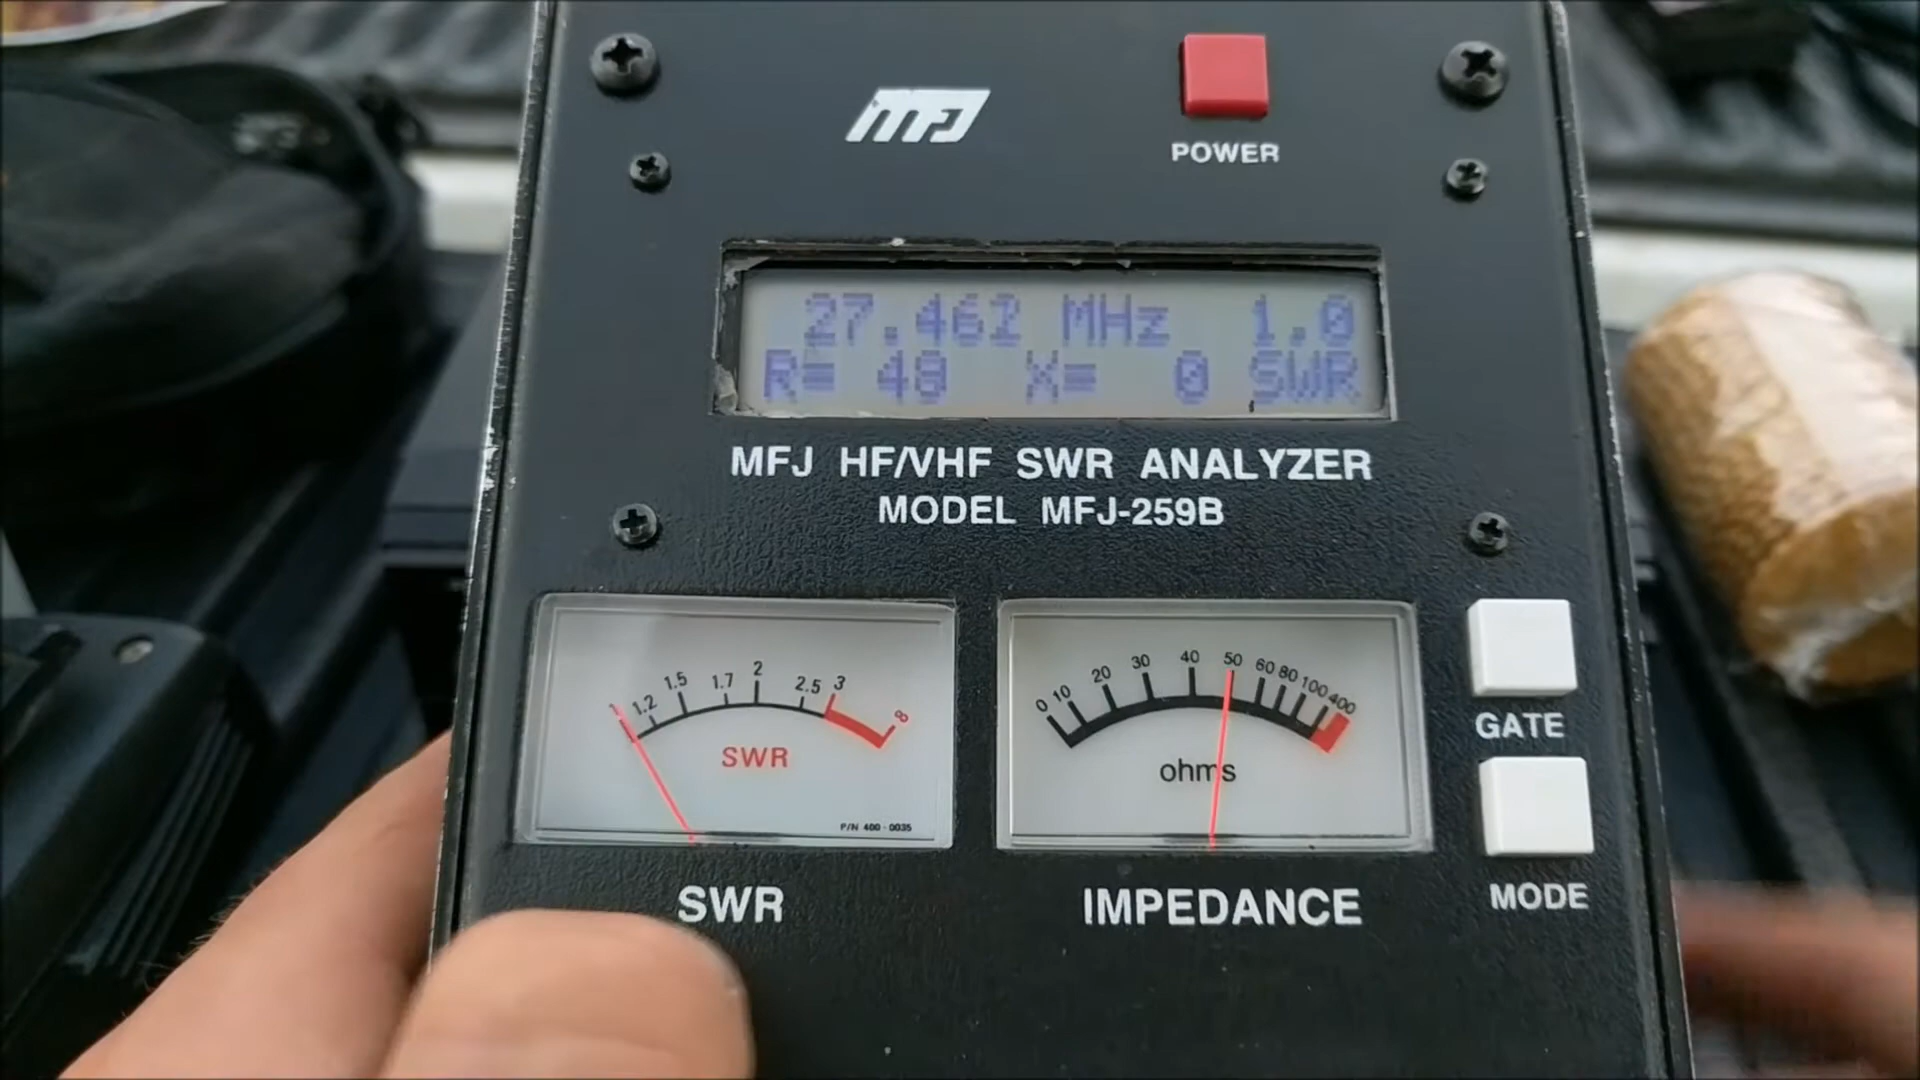 MFJ
POWER
27.462 MHz 1.0
R= 48 X= 0 SWR
MFJ HF/VHF SWR ANALYZER
MODEL MFJ-259B
1 1.2 1.5 1.7 2 2.5 3 8
SWR
P/N 400-0035
0 10 20 30 40 50 60 80 100 400
ohms
GATE
MODE
SWR
IMPEDANCE